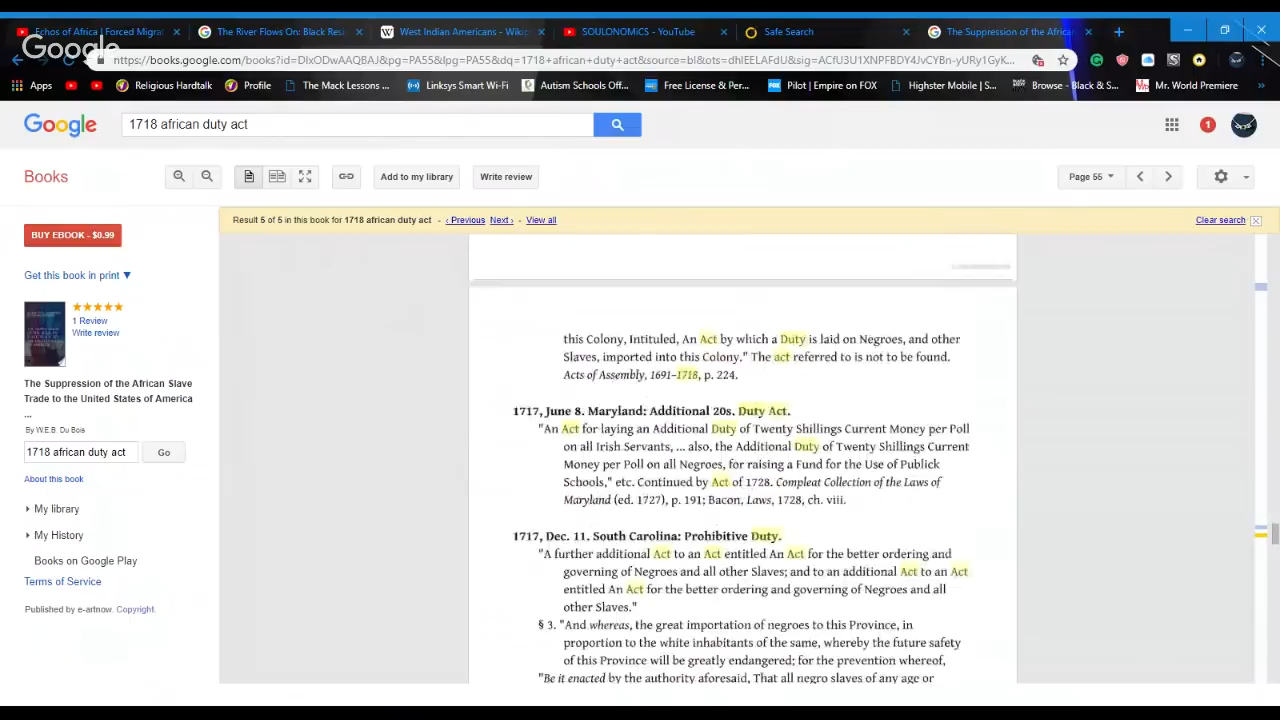 Echos of Africa | Forced Migra
The River Flows On: Black Resi
West Indian Americans - Wikip
SOULONOMiCS - YouTube
Safe Search
The Suppression of the African
Google
https://books.google.com/books?
Apps
Religious Hardtalk
Profile
The Mack Lessons ...
Linksys Smart Wi-Fi
Autism Schools Off...
Free License & Per...
Pilot | Empire on FOX
Highster Mobile | S...
Browse - Black & S...
Mr. World Premiere
Google
1718 african duty act
1
Books
Add to my library
Write review
Page 55
Result 5 of 5 in this book for 1718 african duty act - ‹ Previous Next › - View all
Clear search
BUY EBOOK - $0.99
Get this book in print ▼
1 Review
Write review
The Suppression of the African Slave
Trade to the United States of America
...
By W.E.B. Du Bois
1718 african duty act
Go
About this book
My library
My History
Books on Google Play
Terms of Service
Published by e-artnow. Copyright.
this Colony, Intituled, An Act by which a Duty is laid on Negroes, and other
Slaves, imported into this Colony." The act referred to is not to be found.
Acts of Assembly, 1691–1718, p. 224.
1717, June 8. Maryland: Additional 20s. Duty Act.
"An Act for laying an Additional Duty of Twenty Shillings Current Money per Poll
on all Irish Servants, ... also, the Additional Duty of Twenty Shillings Current
Money per Poll on all Negroes, for raising a Fund for the Use of Publick
Schools," etc. Continued by Act of 1728. Compleat Collection of the Laws of
Maryland (ed. 1727), p. 191; Bacon, Laws, 1728, ch. viii.
1717, Dec. 11. South Carolina: Prohibitive Duty.
"A further additional Act to an Act entitled An Act for the better ordering and
governing of Negroes and all other Slaves; and to an additional Act to an Act
entitled An Act for the better ordering and governing of Negroes and all
other Slaves."
§ 3. "And whereas, the great importation of negroes to this Province, in
proportion to the white inhabitants of the same, whereby the future safety
of this Province will be greatly endangered; for the prevention whereof,
"Be it enacted by the authority aforesaid, That all negro slaves of any age or